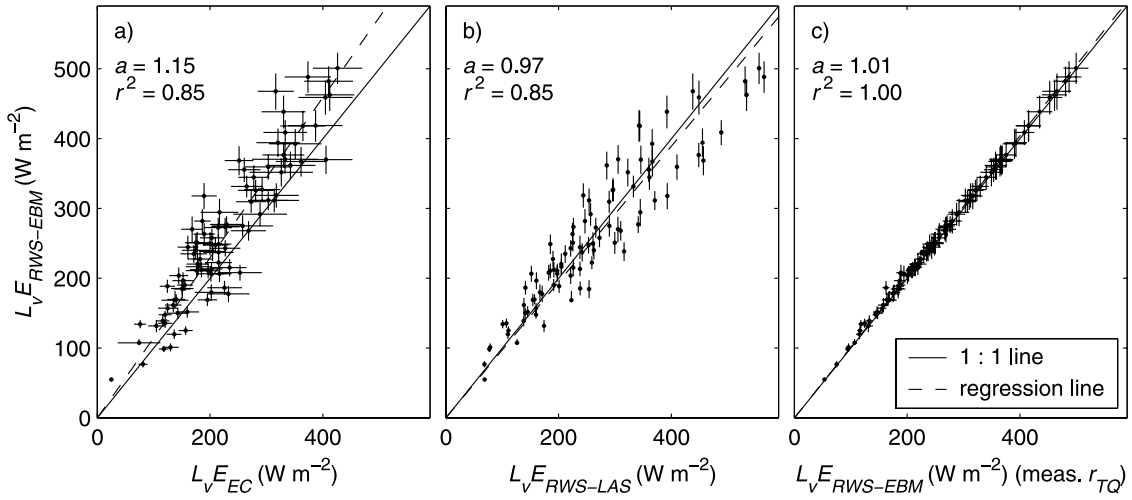 a)
a = 1.15
r² = 0.85
b)
a = 0.97
r² = 0.85
c)
a = 1.01
r² = 1.00
LᵥE_RWS−EBM (W m⁻²)
500
400
300
200
100
0
1 : 1 line
regression line
0 200 400
0 200 400
0 200 400
LᵥE_EC (W m⁻²)
LᵥE_RWS−LAS (W m⁻²)
LᵥE_RWS−EBM (W m⁻²) (meas. r_TQ)